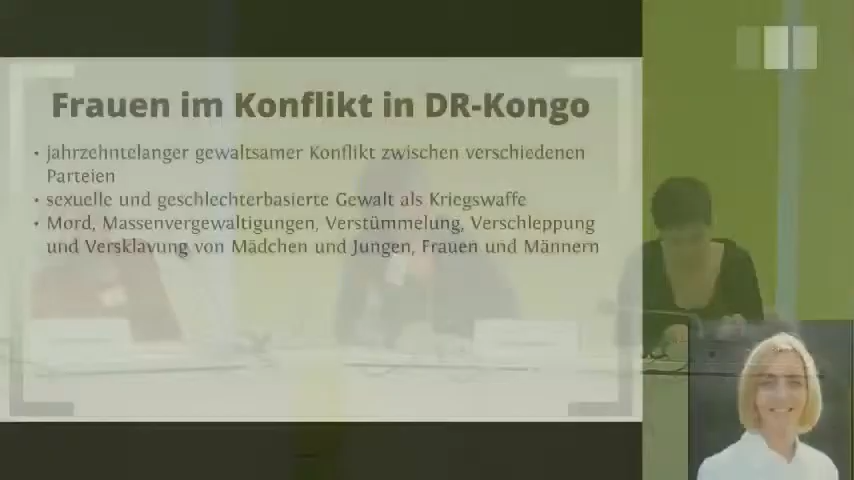 Frauen im Konflikt in DR-Kongo
• jahrzehntelanger gewaltsamer Konflikt zwischen verschiedenen
Parteien
• sexuelle und geschlechterbasierte Gewalt als Kriegswaffe
• Mord, Massenvergewaltigungen, Verstümmelung, Verschleppung
und Versklavung von Mädchen und Jungen, Frauen und Männern